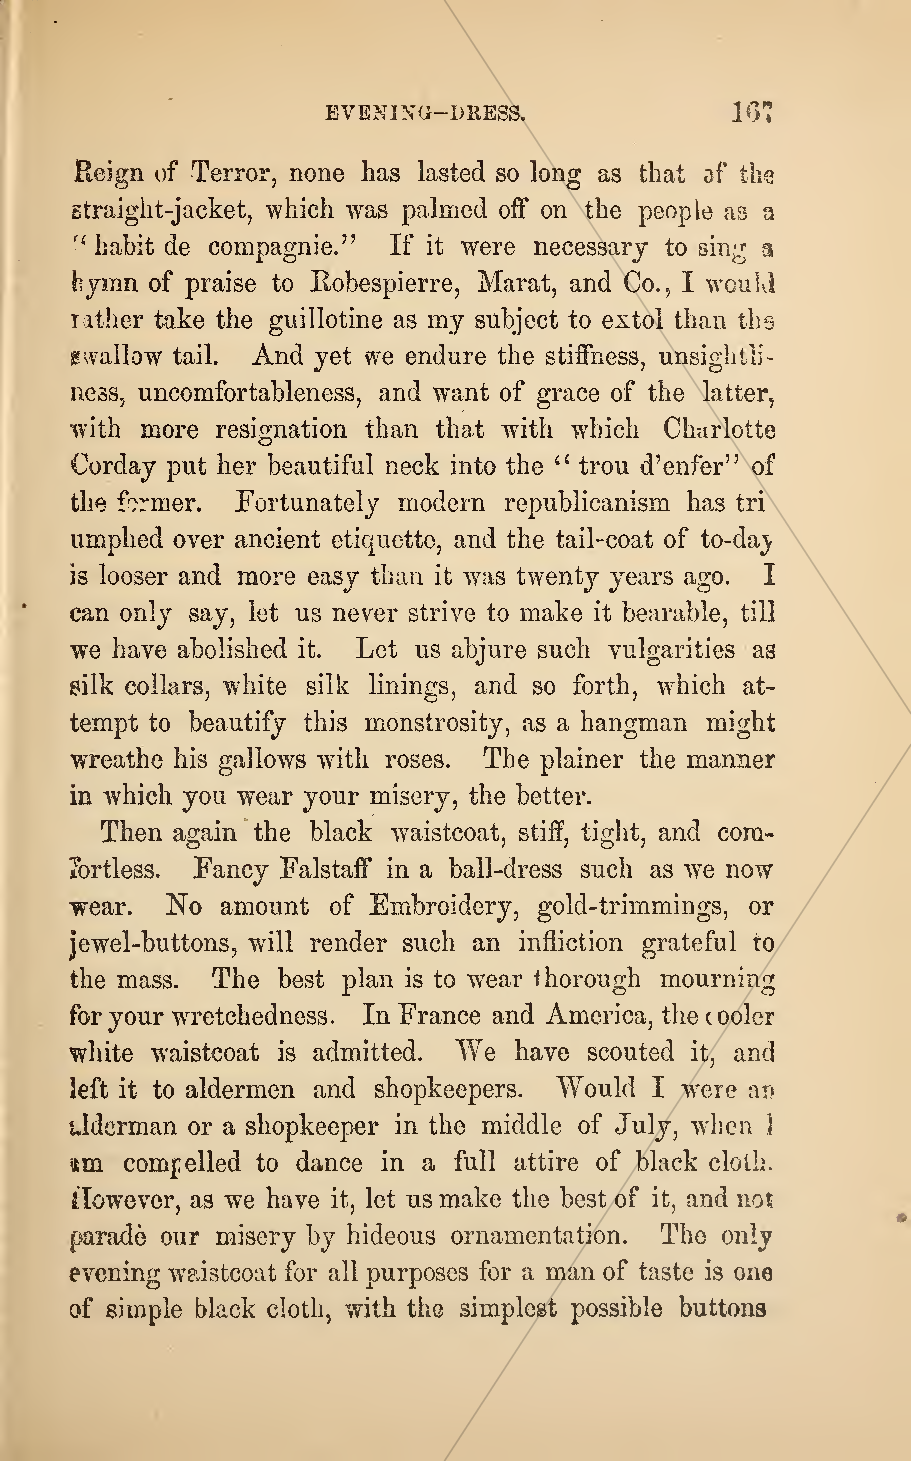 EVENING-DRESS. 167
Reign of Terror, none has lasted so long as that of the
straight-jacket, which was palmed off on the people as a
“habit de compagnie.” If it were necessary to sing a
hymn of praise to Robespierre, Marat, and Co., I would
rather take the guillotine as my subject to extol than the
swallow tail. And yet we endure the stiffness, unsightli-
ness, uncomfortableness, and want of grace of the latter,
with more resignation than that with which Charlotte
Corday put her beautiful neck into the “ trou d’enfer” of
the former. Fortunately modern republicanism has tri
umphed over ancient etiquette, and the tail-coat of to-day
is looser and more easy than it was twenty years ago. I
can only say, let us never strive to make it bearable, till
we have abolished it. Let us abjure such vulgarities as
silk collars, white silk linings, and so forth, which at-
tempt to beautify this monstrosity, as a hangman might
wreathe his gallows with roses. The plainer the manner
in which you wear your misery, the better.
Then again the black waistcoat, stiff, tight, and com-
fortless. Fancy Falstaff in a ball-dress such as we now
wear. No amount of Embroidery, gold-trimmings, or
jewel-buttons, will render such an infliction grateful to
the mass. The best plan is to wear thorough mourning
for your wretchedness. In France and America, the cooler
white waistcoat is admitted. We have scouted it, and
left it to aldermen and shopkeepers. Would I were an
alderman or a shopkeeper in the middle of July, when I
am compelled to dance in a full attire of black cloth.
However, as we have it, let us make the best of it, and not
parade our misery by hideous ornamentation. The only
evening waistcoat for all purposes for a man of taste is one
of simple black cloth, with the simplest possible buttons